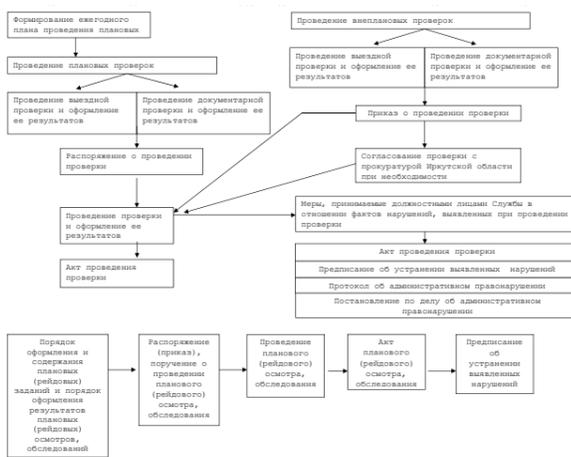 Формирование ежегодного
плана проведения плановых
Проведение плановых проверок
Проведение выездной
проверки и оформление
ее результатов
Проведение документарной
проверки и оформление ее
результатов
Распоряжение о проведении
проверки
Проведение проверки
и оформление ее
результатов
Акт проведения
проверки
Проведение внеплановых проверок
Проведение выездной
проверки и оформление ее
результатов
Проведение документарной
проверки и оформление ее
результатов
Приказ о проведении проверки
Согласование проверки с
прокуратурой Иркутской области
при необходимости
Меры, принимаемые должностными лицами Службы в
отношении фактов нарушений, выявленных при проведении
проверки
Акт проведения проверки
Предписание об устранении выявленных нарушений
Протокол об административном правонарушении
Постановление по делу об административном
правонарушении
Порядок
оформления и
содержания
плановых
(рейдовых)
заданий и порядок
оформления
результатов
плановых
(рейдовых)
осмотров,
обследований
Распоряжение
(приказ),
поручение о
проведении
планового
(рейдового)
осмотра,
обследования
Проведение
планового
(рейдового)
осмотра,
обследования
Акт
планового
(рейдового)
осмотра,
обследования
Предписание
об
устранении
выявленных
нарушений